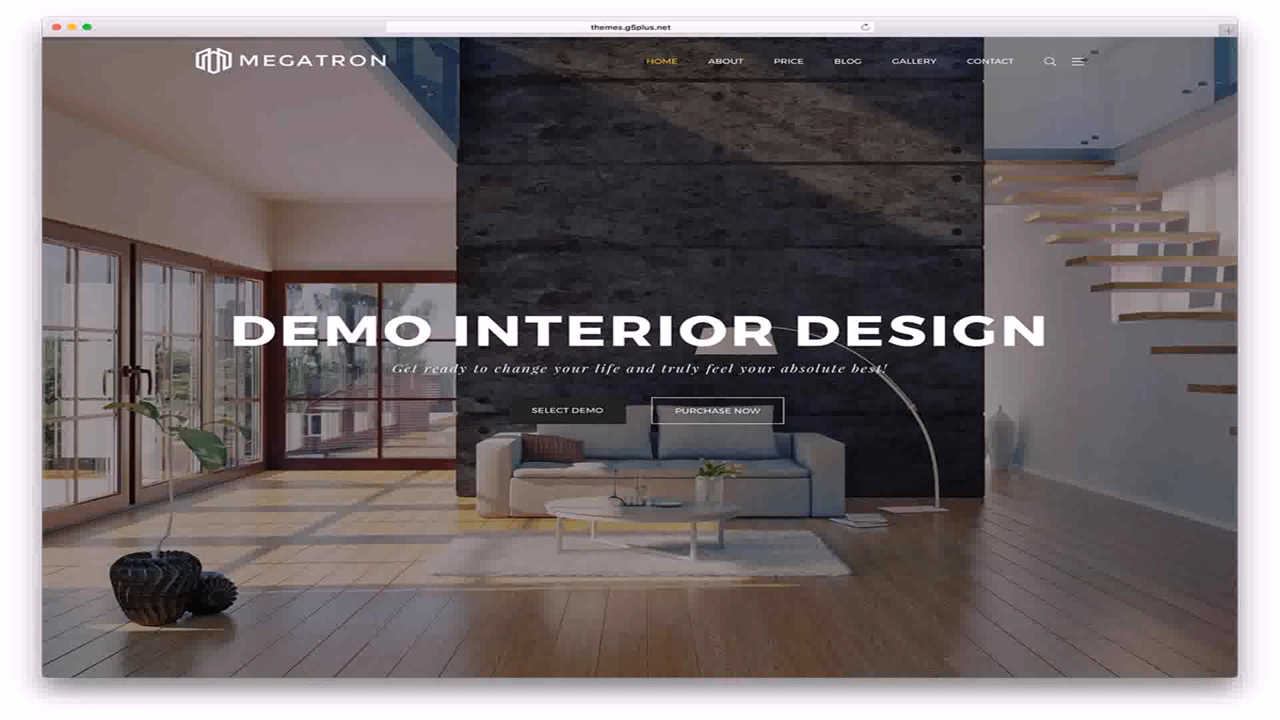 themes.g5plus.net
MEGATRON
HOME ABOUT PRICE BLOG GALLERY CONTACT
DEMO INTERIOR DESIGN
Get ready to change your life and truly feel your absolute best!
SELECT DEMO PURCHASE NOW